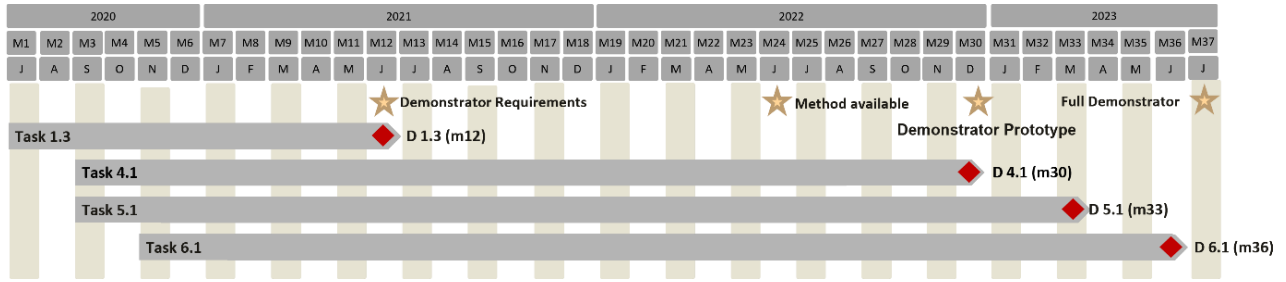 2020 2021 2022 2023
M1 M2 M3 M4 M5 M6 M7 M8 M9 M10 M11 M12 M13 M14 M15 M16 M17 M18 M19 M20 M21 M22 M23 M24 M25 M26 M27 M28 M29 M30 M31 M32 M33 M34 M35 M36 M37
J A S O N D J F M A M J J A S O N D J F M A M J J A S O N D J F M A M J J
Demonstrator Requirements Method available Full Demonstrator
Demonstrator Prototype
Task 1.3 D 1.3 (m12)
Task 4.1 D 4.1 (m30)
Task 5.1 D 5.1 (m33)
Task 6.1 D 6.1 (m36)